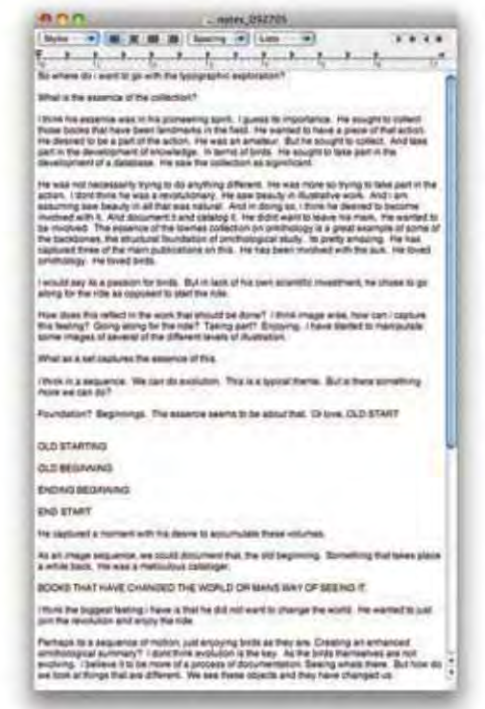 notes_092705
Styles Spacing Lists
So where do i want to go with the typographic exploration?
What is the essence of the collection?
I think his essence was in his pioneering spirit. I guess its importance. He sought to collect
those books that have been landmarks in the field. He wanted to have a piece of that action.
He desired to be a part of the action. He was an amateur. But he sought to collect. And take
part in the development of knowledge. In terms of birds. He sought to take part in the
development of a database. He saw the collection as significant.
He was not necessarily trying to do anything different. He was more so trying to take part in the
action. I dont think he was a revolutionary. He saw beauty in illustrative work. And i am
assuming saw beauty in all that was natural. And in doing so, i think he desired to become
involved with it. And document it and catalog it. He didnt want to leave his mark. He wanted to
be involved. The essence of the collection on ornithology is a great example of some of
the backbones, the structural foundation of ornithological study. Its pretty amazing. He has
captured three of the main publications on this. He has been involved with the auk. He loved
ornithology. He loved birds.
I would say its a passion for birds. But in lack of his own scientific investment, he chose to go
along for the ride as opposed to start the ride.
How does this reflect in the work that should be done? I think image wise, how can i capture
this feeling? Going along for the ride? Taking part? Enjoying. I have started to manipulate
some images of several of the different levels of illustration.
What as a set captures the essence of this.
I think in a sequence. We can do evolution. This is a typical theme. But is there something
more we can do?
Foundation? Beginnings. The essence seems to be about that. Or love. OLD START
OLD STARTING
OLD BEGINNING
ENDING BEGINNING
END START
He captured a moment with his desire to accumulate these volumes.
As an image sequence, we could document that, the old beginning. Something that takes place
a while back. He was a meticulous cataloger.
BOOKS THAT HAVE CHANGED THE WORLD OR MANS WAY OF SEEING IT.
I think the biggest feeling i have is that he did not want to change the world. He wanted to just
join the revolution and enjoy the ride.
Perhaps its a sequence of motion, just enjoying birds as they are. Creating an enhanced
ornithological summary? I dont think evolution is the key. As the birds themselves are not
evolving. I believe it to be more of a process of documentation. Seeing whats there. But how do
we look at things that are different. We see these objects and they have changed us.